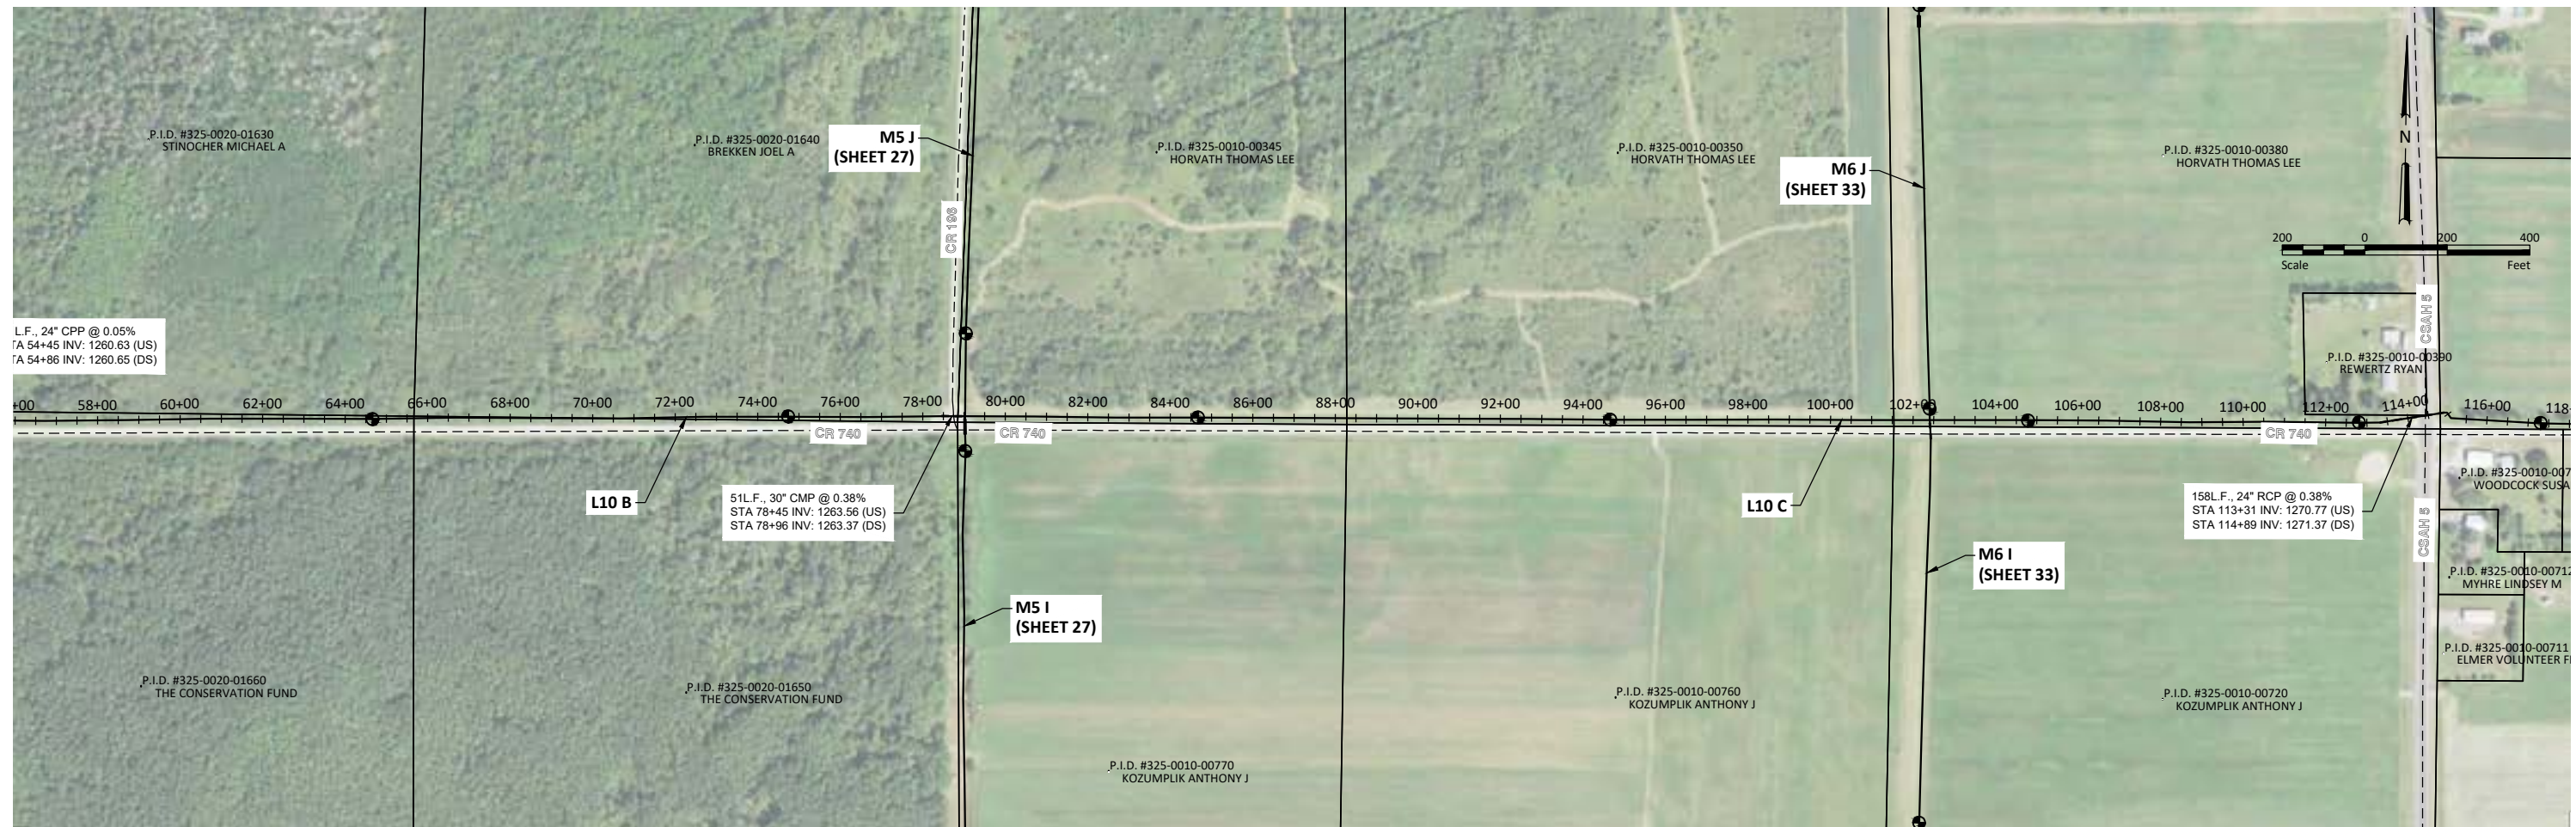 P.I.D. #325-0020-01630
STINOCHER MICHAEL A
P.I.D. #325-0020-01640
BREKKEN JOEL A
M5 J
(SHEET 27)
CR 196
P.I.D. #325-0010-00345
HORVATH THOMAS LEE
P.I.D. #325-0010-00350
HORVATH THOMAS LEE
M6 J
(SHEET 33)
P.I.D. #325-0010-00380
HORVATH THOMAS LEE
N
200 0 200 400
Scale Feet
CSAH 5
L.F., 24" CPP @ 0.05%
TA 54+45 INV: 1260.63 (US)
TA 54+86 INV: 1260.65 (DS)
P.I.D. #325-0010-00390
REWERTZ RYAN
+00 58+00 60+00 62+00 64+00 66+00 68+00 70+00 72+00 74+00 76+00 78+00 80+00 82+00 84+00 86+00 88+00 90+00 92+00 94+00 96+00 98+00 100+00 102+00 104+00 106+00 108+00 110+00 112+00 114+00 116+00 118
CR 740 CR 740 CR 740
L10 B
51L.F., 30" CMP @ 0.38%
STA 78+45 INV: 1263.56 (US)
STA 78+96 INV: 1263.37 (DS)
L10 C
158L.F., 24" RCP @ 0.38%
STA 113+31 INV: 1270.77 (US)
STA 114+89 INV: 1271.37 (DS)
CSAH 5
P.I.D. #325-0010-007
WOODCOCK SUSA
M6 I
(SHEET 33)
P.I.D. #325-0010-00712
MYHRE LINDSEY M
M5 I
(SHEET 27)
P.I.D. #325-0010-00711
ELMER VOLUNTEER FI
P.I.D. #325-0020-01660
THE CONSERVATION FUND
P.I.D. #325-0020-01650
THE CONSERVATION FUND
P.I.D. #325-0010-00760
KOZUMPLIK ANTHONY J
P.I.D. #325-0010-00720
KOZUMPLIK ANTHONY J
P.I.D. #325-0010-00770
KOZUMPLIK ANTHONY J